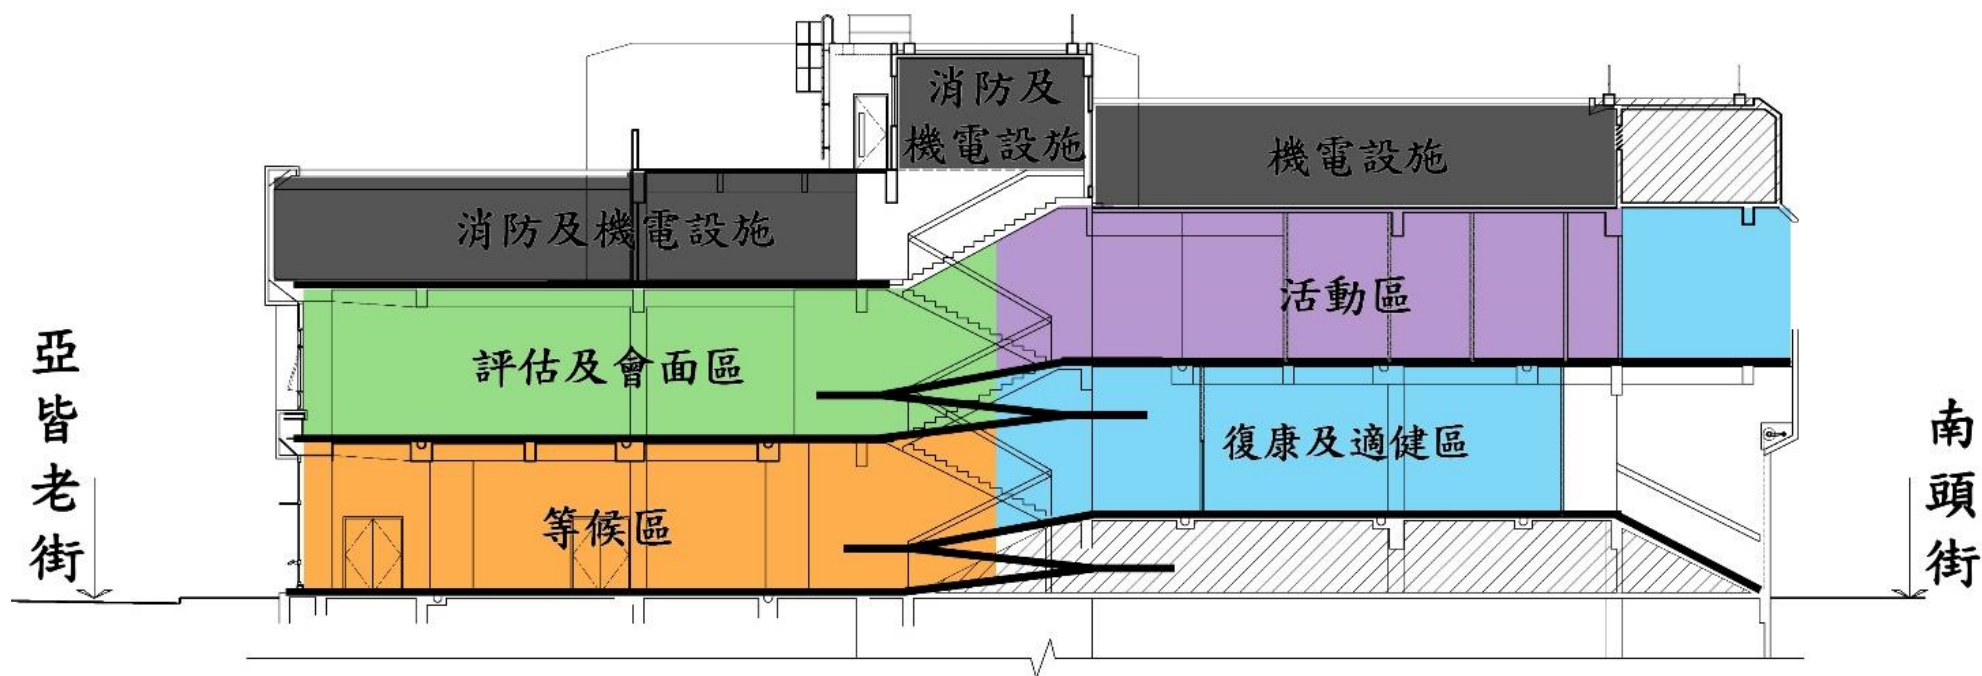 消防及
機電設施
機電設施
消防及機電設施
活動區
評估及會面區
復康及適健區
等候區
亞皆老街
南頭街